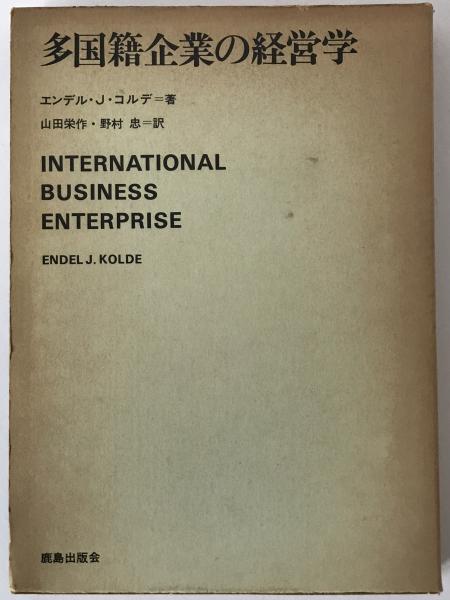 多国籍企業の経営学
エンデル・J・コルデ＝著
山田栄作・野村 忠＝訳
INTERNATIONAL
BUSINESS
ENTERPRISE
ENDEL J. KOLDE
鹿島出版会